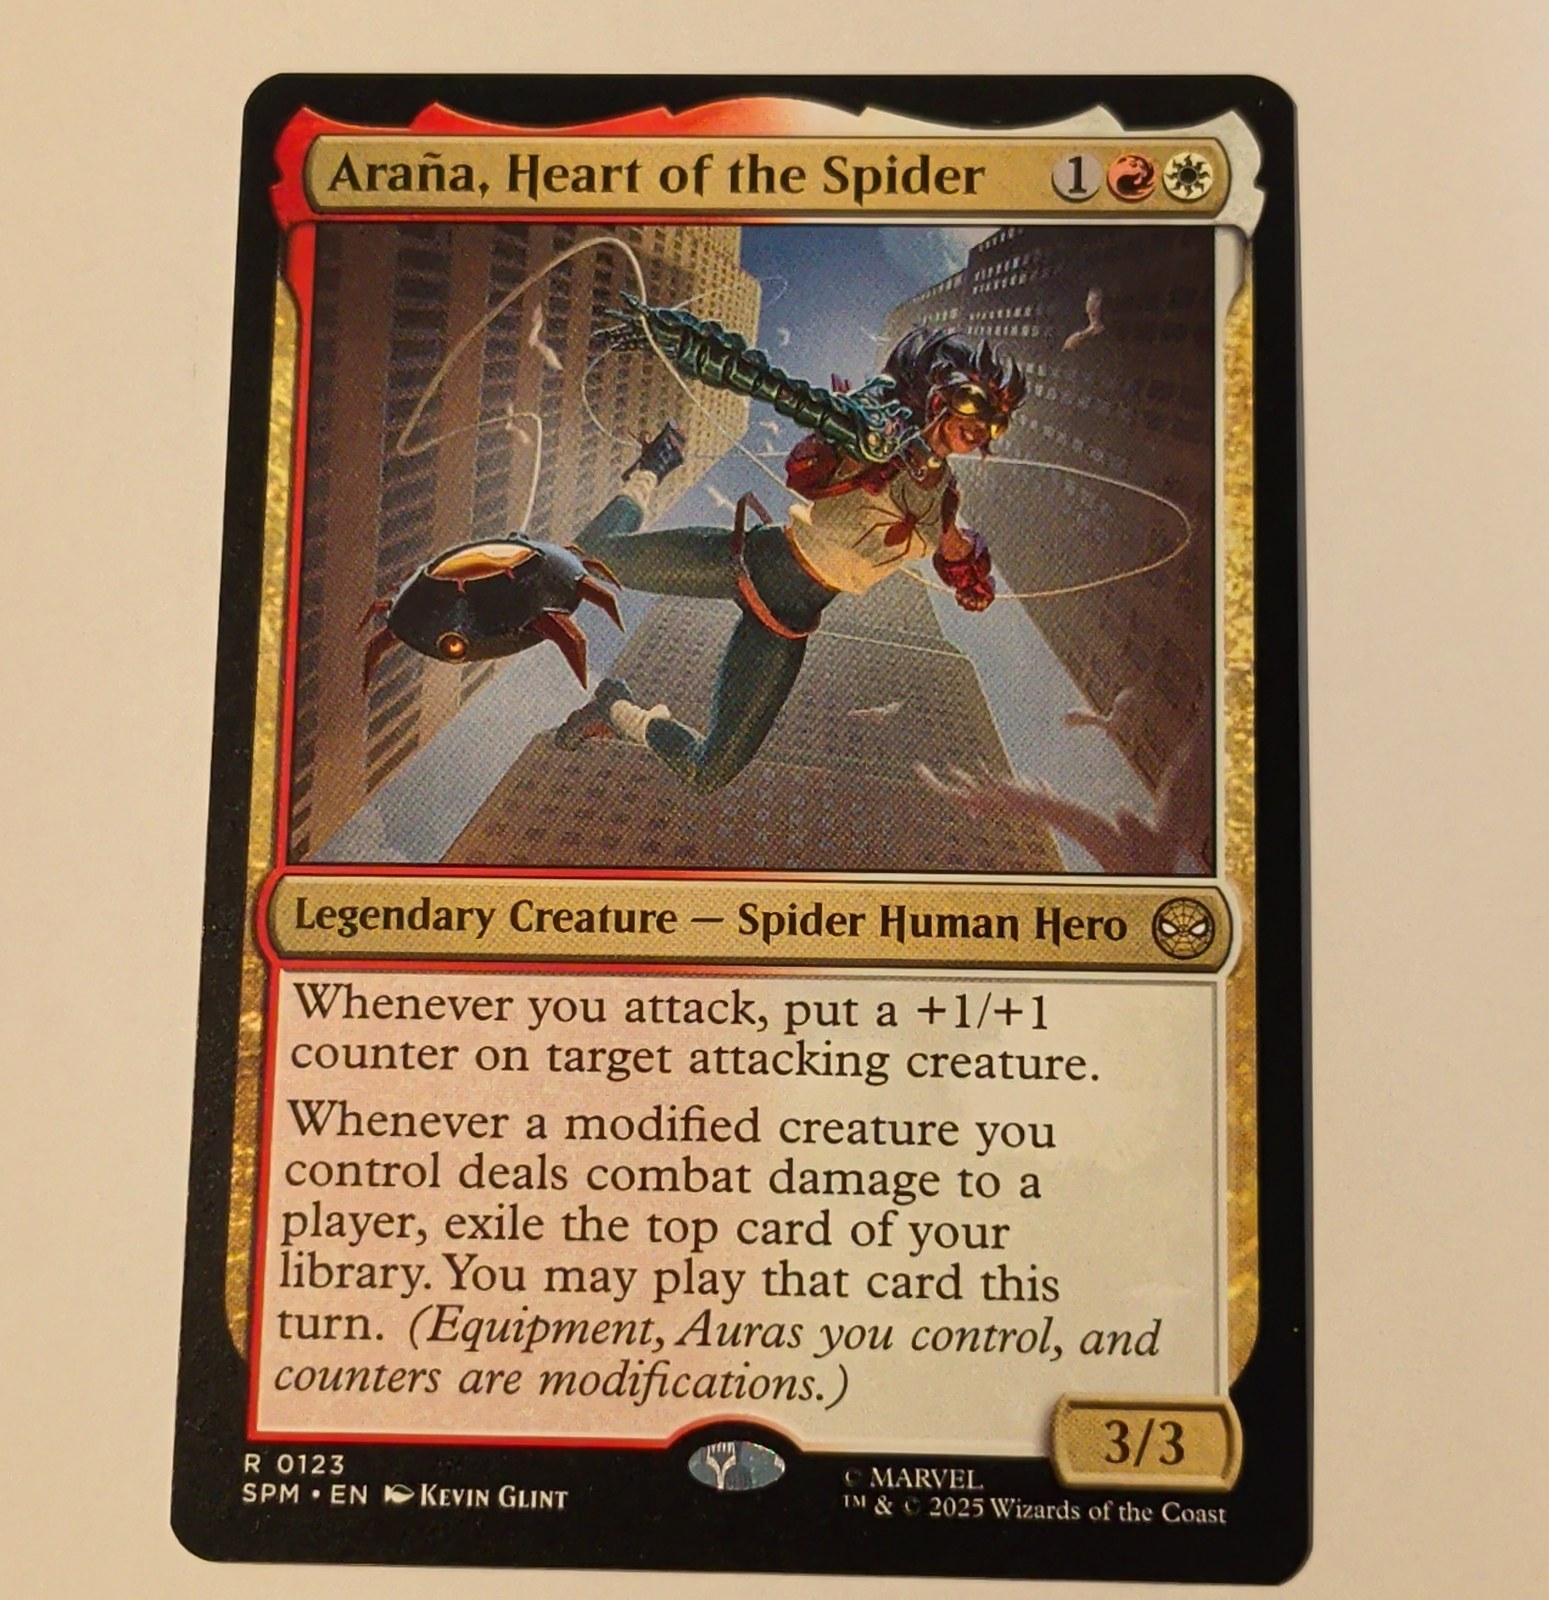 Araña, Heart of the Spider 1
Legendary Creature — Spider Human Hero
Whenever you attack, put a +1/+1
counter on target attacking creature.
Whenever a modified creature you
control deals combat damage to a
player, exile the top card of your
library. You may play that card this
turn. (Equipment, Auras you control, and
counters are modifications.)
3/3
R 0123
SPM • EN Kevin Glint
© MARVEL
™ & © 2025 Wizards of the Coast